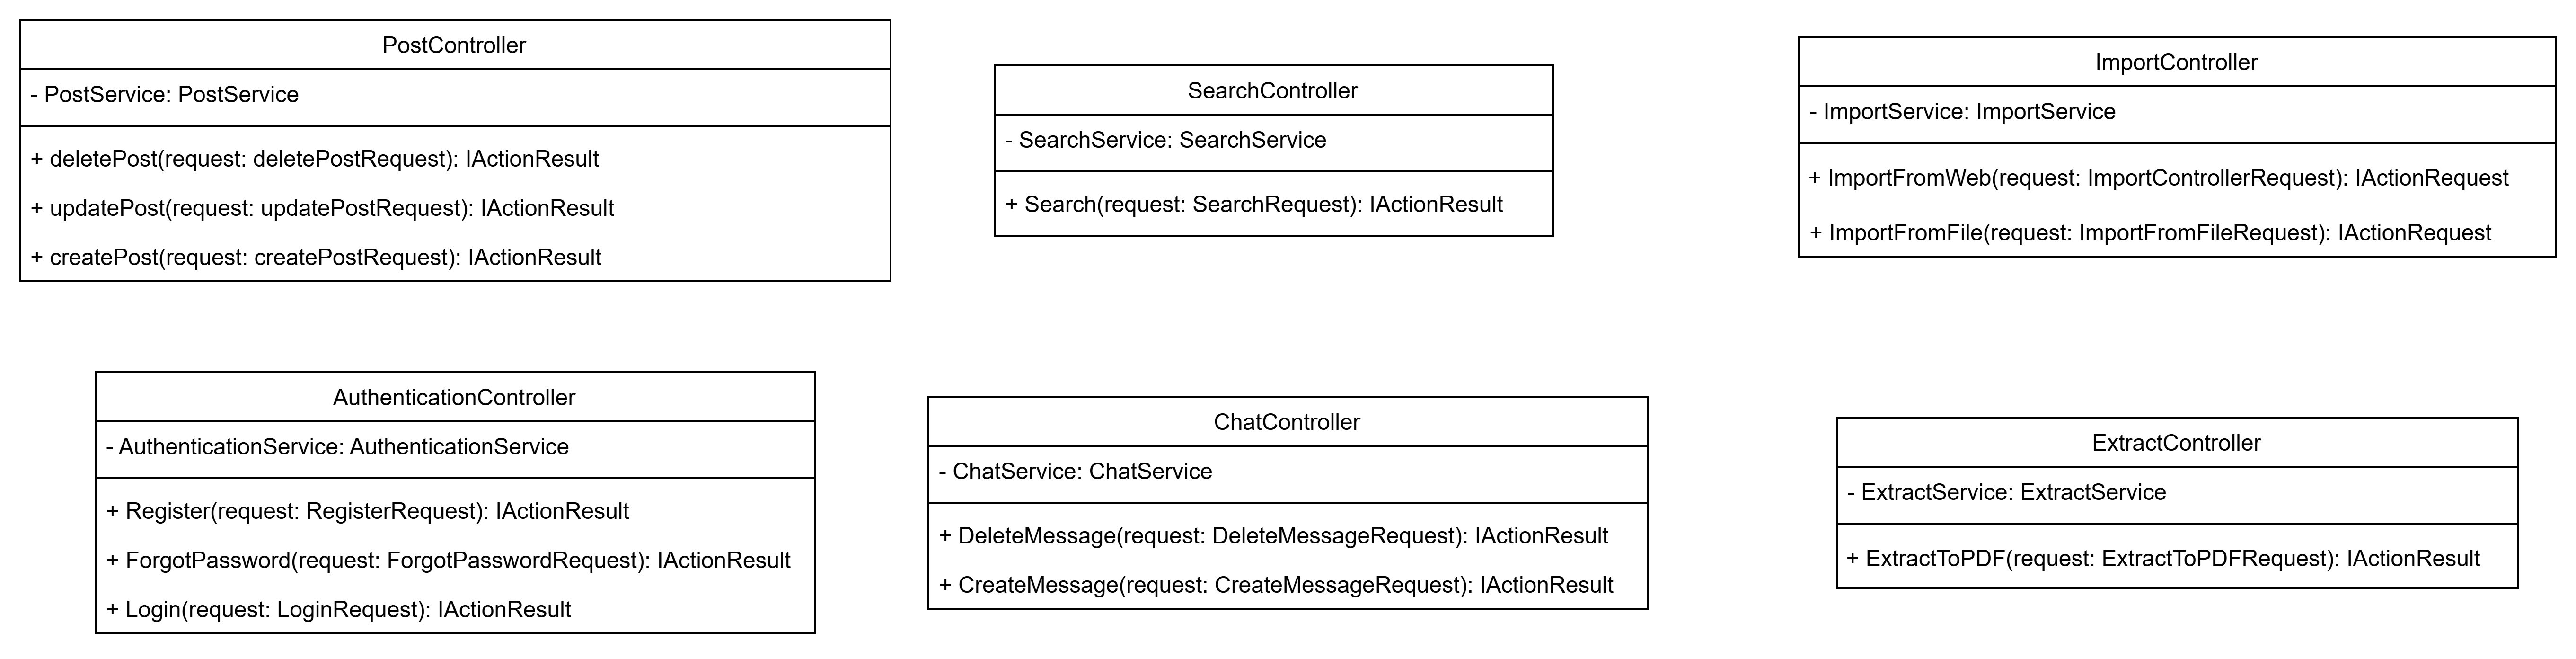 PostController
- PostService: PostService
+ deletePost(request: deletePostRequest): IActionResult
+ updatePost(request: updatePostRequest): IActionResult
+ createPost(request: createPostRequest): IActionResult
SearchController
- SearchService: SearchService
+ Search(request: SearchRequest): IActionResult
ImportController
- ImportService: ImportService
+ ImportFromWeb(request: ImportControllerRequest): IActionRequest
+ ImportFromFile(request: ImportFromFileRequest): IActionRequest
AuthenticationController
- AuthenticationService: AuthenticationService
+ Register(request: RegisterRequest): IActionResult
+ ForgotPassword(request: ForgotPasswordRequest): IActionResult
+ Login(request: LoginRequest): IActionResult
ChatController
- ChatService: ChatService
+ DeleteMessage(request: DeleteMessageRequest): IActionResult
+ CreateMessage(request: CreateMessageRequest): IActionResult
ExtractController
- ExtractService: ExtractService
+ ExtractToPDF(request: ExtractToPDFRequest): IActionResult